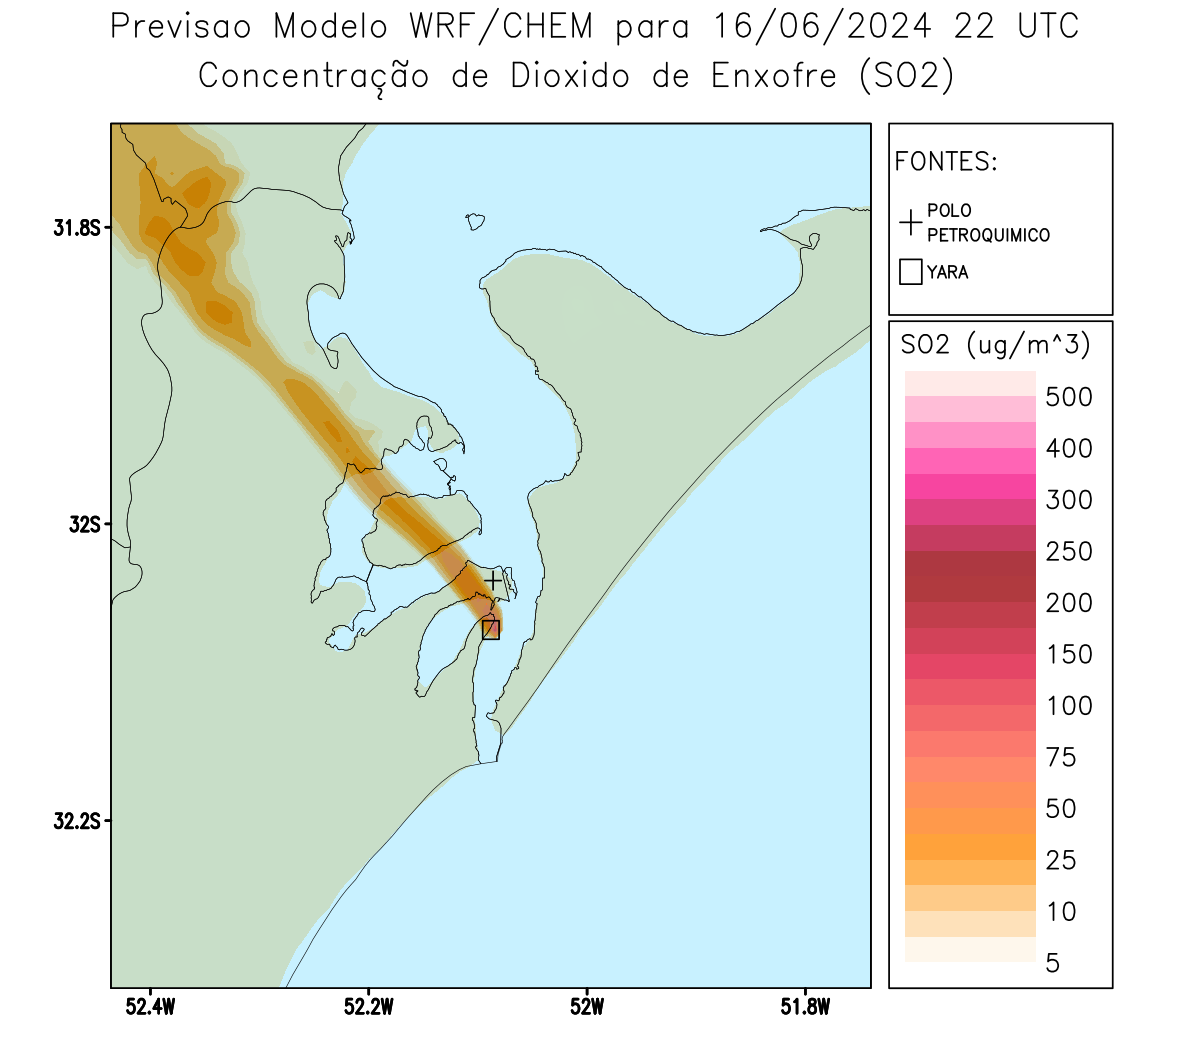 Previsao Modelo WRF/CHEM para 16/06/2024 22 UTC
Concentração de Dioxido de Enxofre (SO2)
FONTES:
POLO
PETROQUIMICO
YARA
31.8S
32S
32.2S
52.4W
52.2W
52W
51.8W
SO2 (ug/m^3)
500
400
300
250
200
150
100
75
50
25
10
5